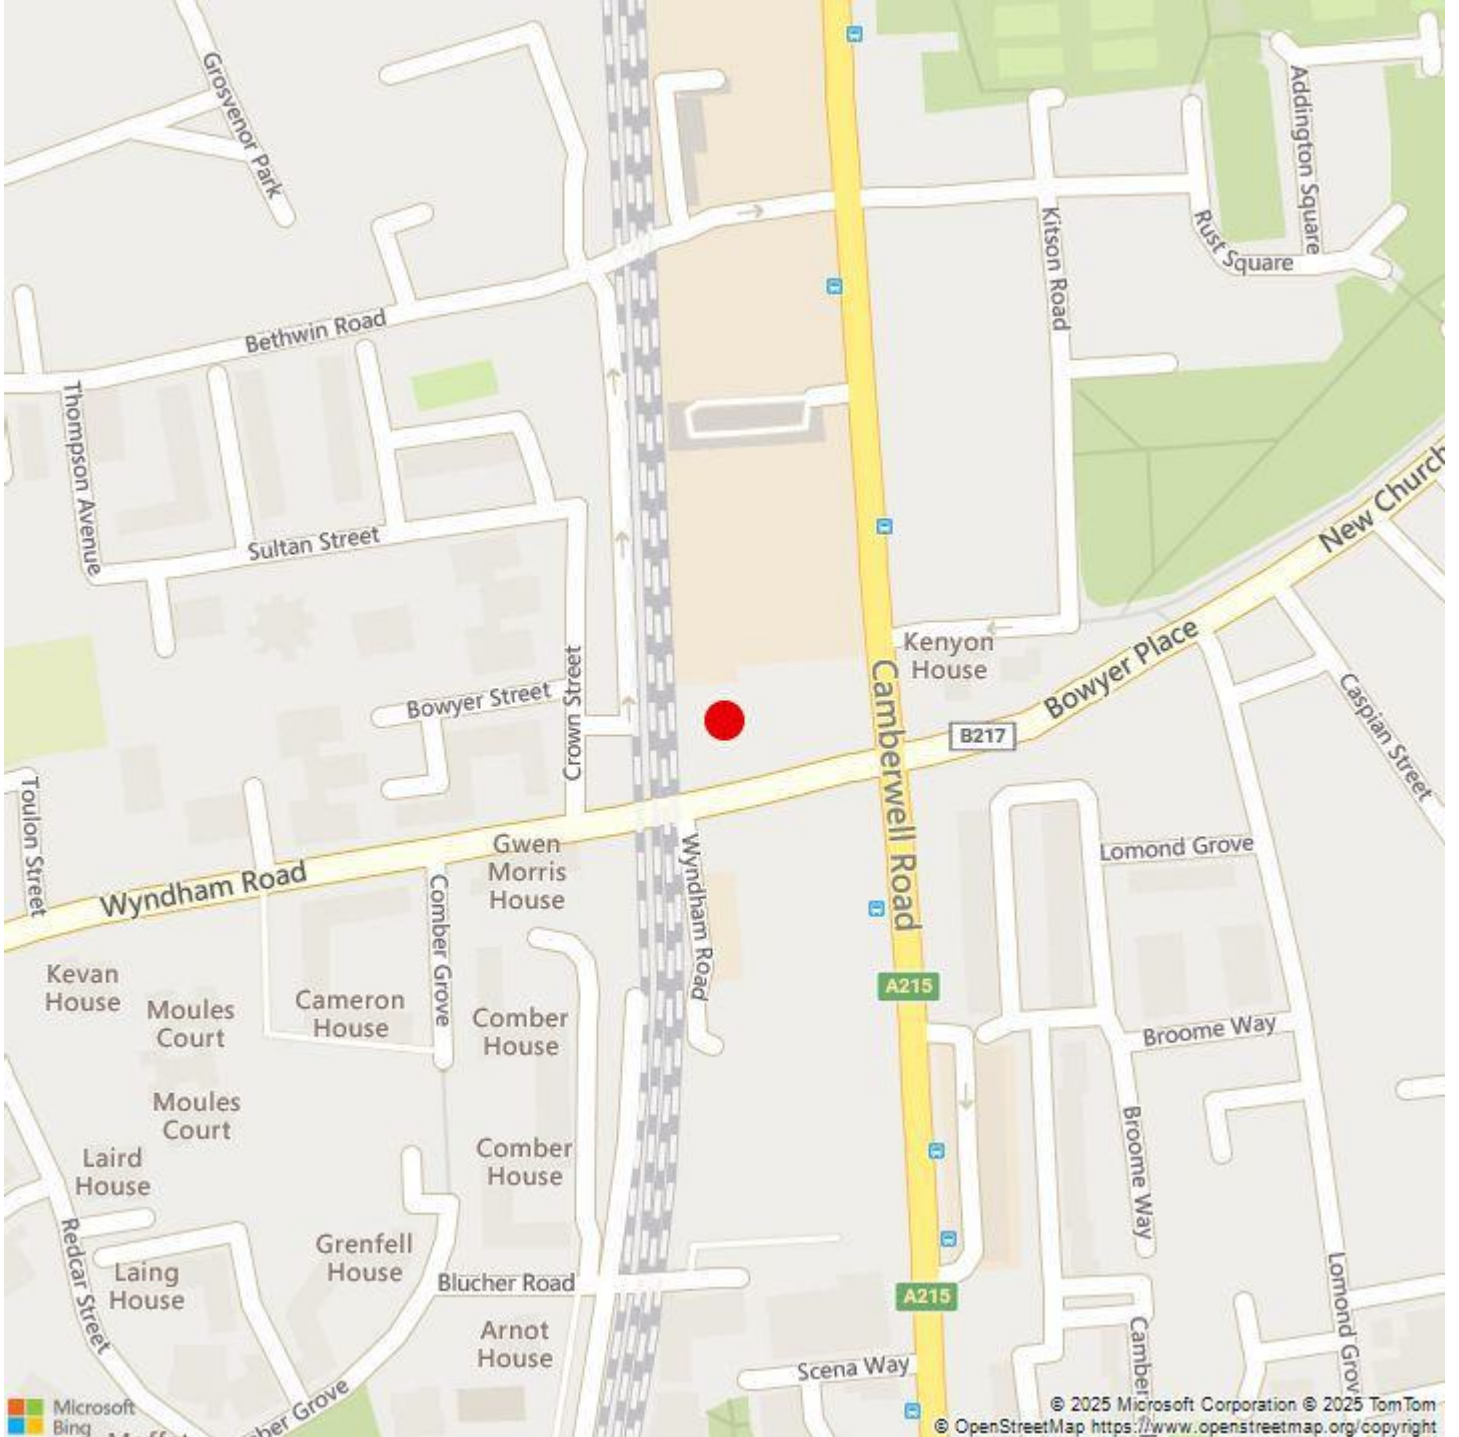 Grosvenor Park
Addington Square
Kitson Road
Rust Square
Bethwin Road
Thompson Avenue
Sultan Street
New Church
Kenyon
House
Bowyer Place
Camberwell Road
Crown Street
Bowyer Street
B217
Caspian Street
Toulon Street
Gwen
Morris
House
Wyndham Road
Lomond Grove
Wyndham Road
Comber Grove
Kevan
House
Moules
Court
Cameron
House
Comber
House
A215
Broome Way
Moules
Court
Comber
House
Broome Way
Laird
House
Redcar Street
Grenfell
House
Laing
House
Blucher Road
A215
Lomond Grov
Arnot
House
Scena Way
Camber
Microsoft
Bing
ber Grove
© 2025 Microsoft Corporation © 2025 TomTom
© OpenStreetMap https://www.openstreetmap.org/copyright